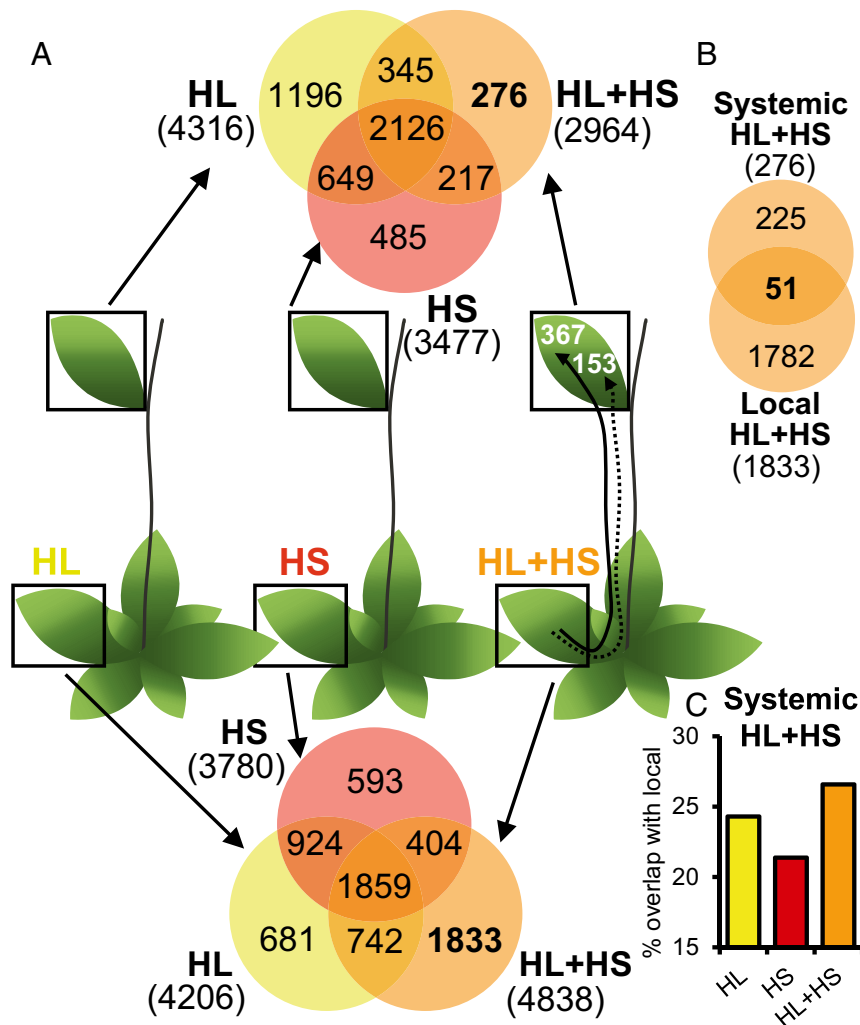 A
HL
(4316)
1196
345
276
HL+HS
(2964)
2126
649
217
485
HS
(3477)
B
Systemic
HL+HS
(276)
225
51
1782
Local
HL+HS
(1833)
367
153
HL
HS
HL+HS
HS
(3780)
593
924
404
1859
681
742
1833
HL
(4206)
HL+HS
(4838)
C
Systemic
HL+HS
% overlap with local
30
25
20
15
HL
HS
HL+HS